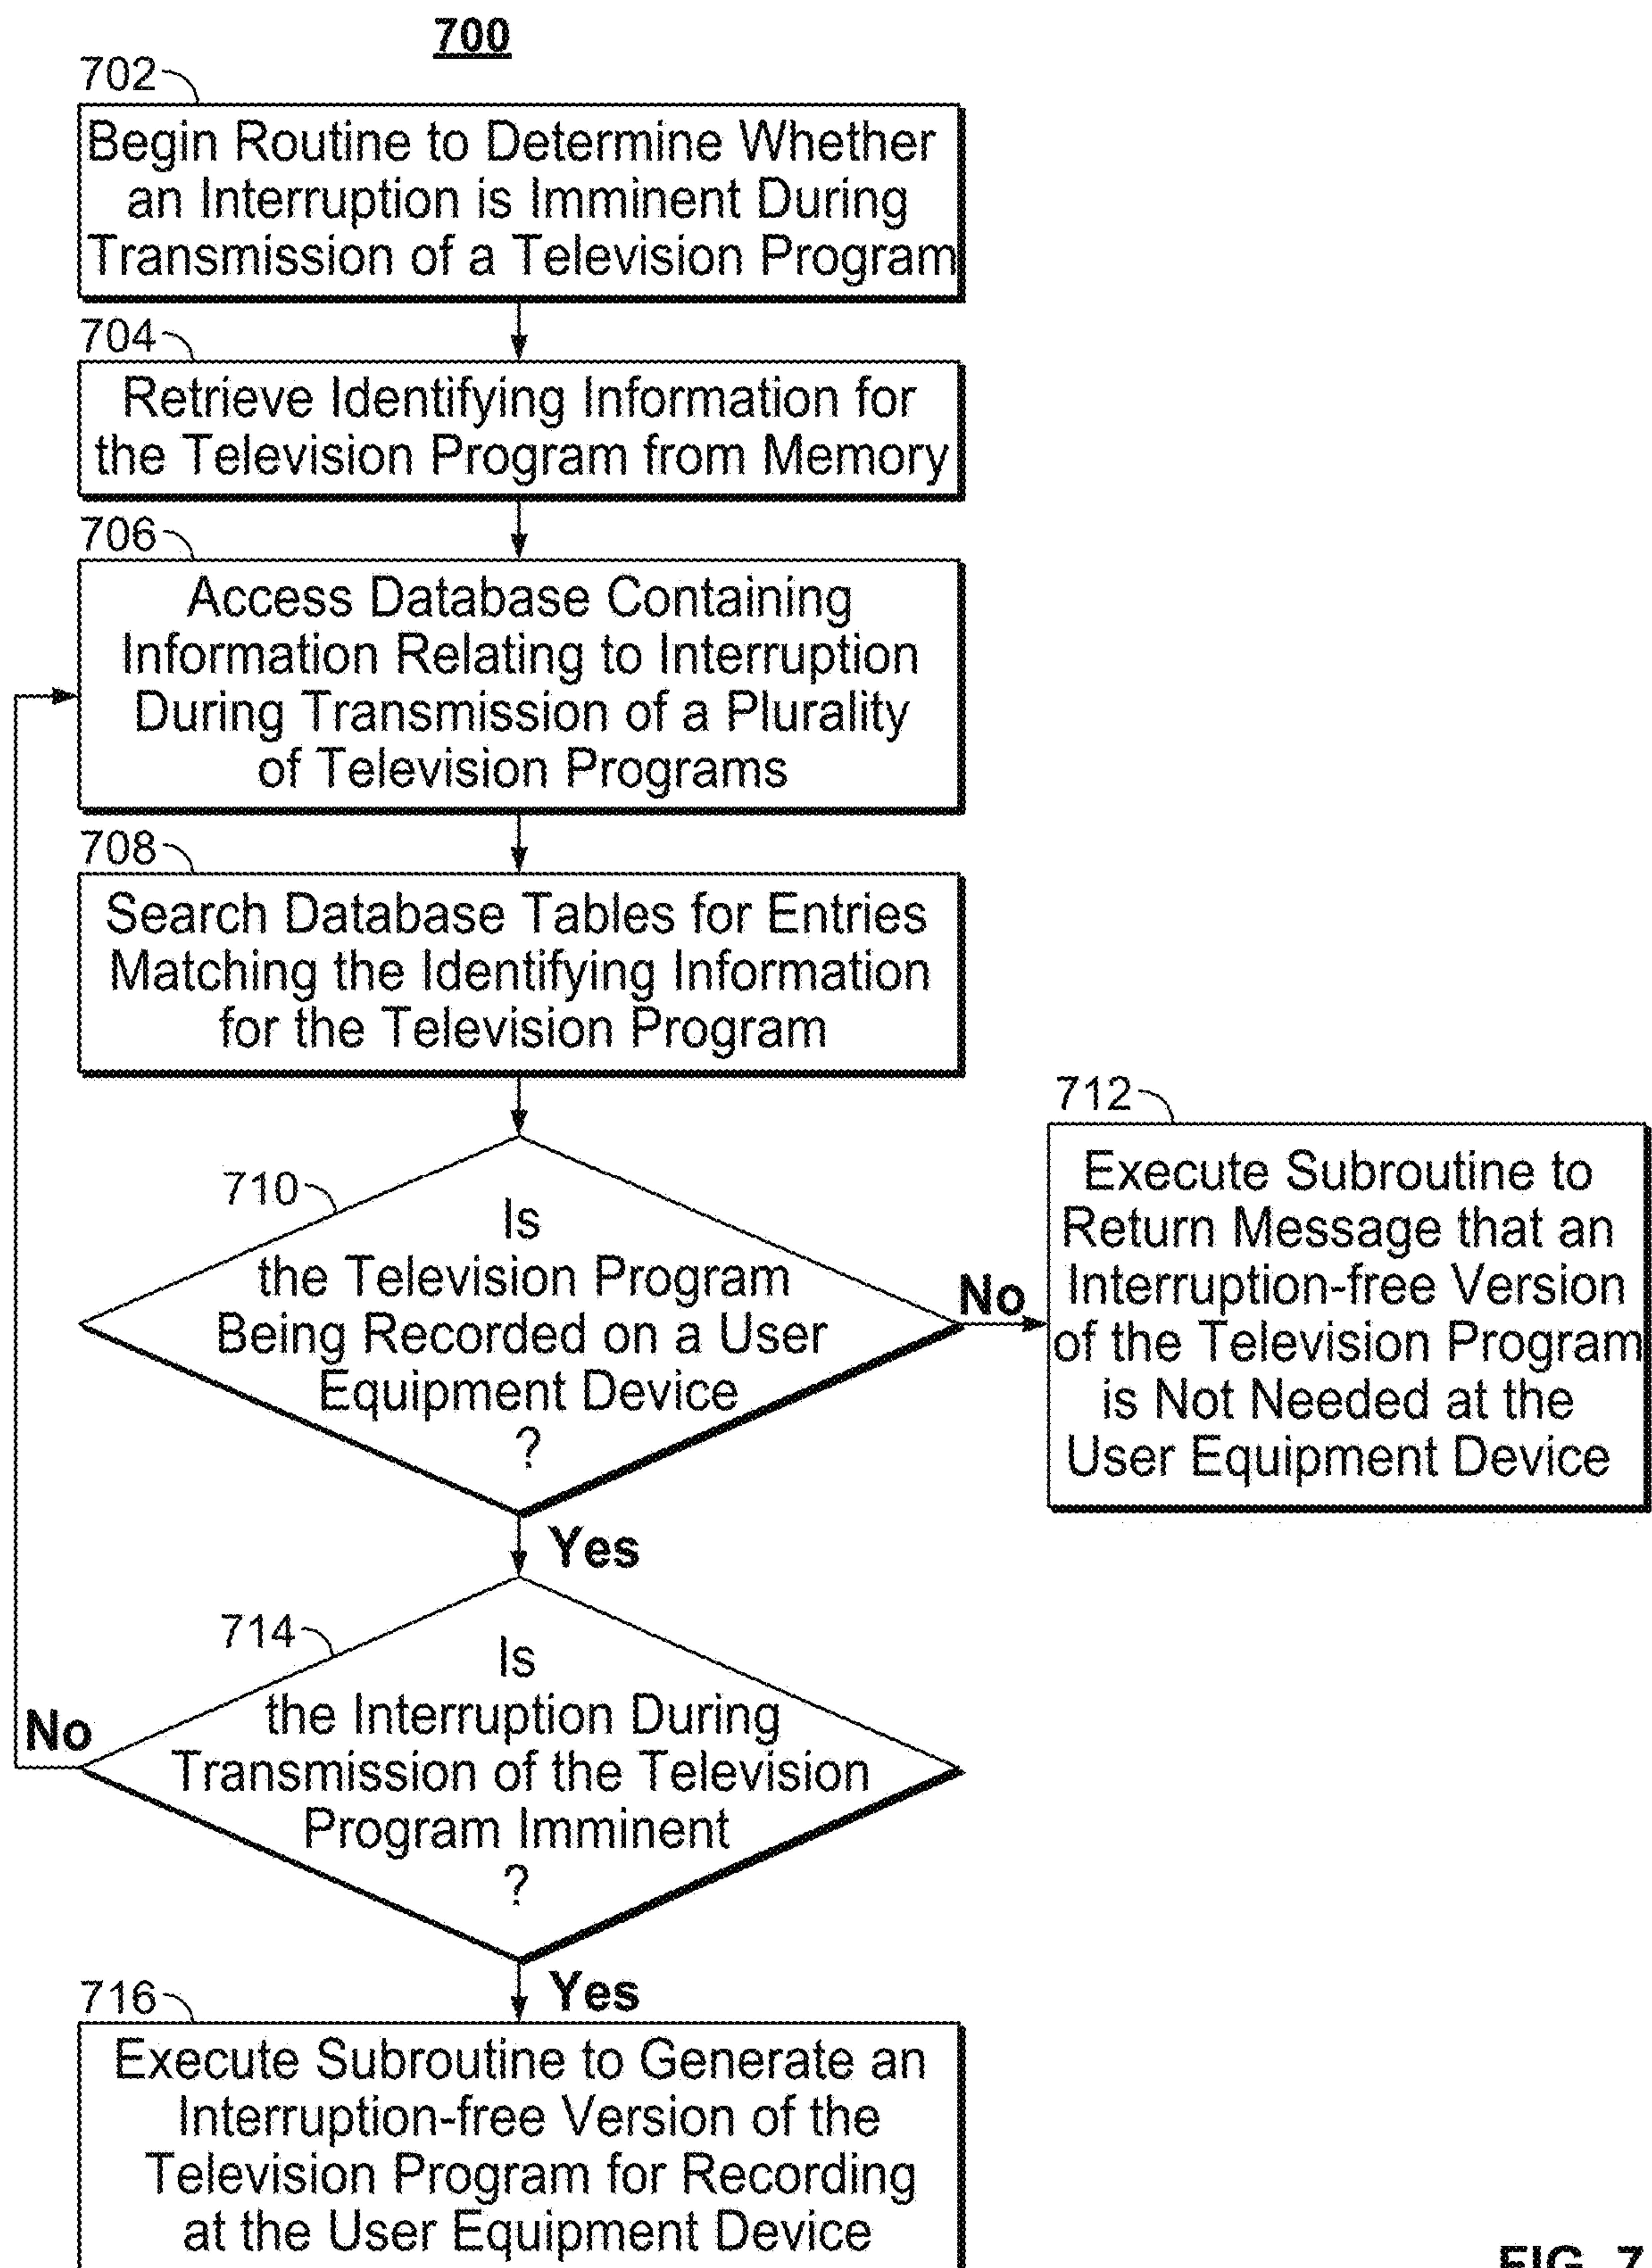 700
702
Begin Routine to Determine Whether
an Interruption is Imminent During
Transmission of a Television Program
704
Retrieve Identifying Information for
the Television Program from Memory
706
Access Database Containing
Information Relating to Interruption
During Transmission of a Plurality
of Television Programs
708
Search Database Tables for Entries
Matching the Identifying Information
for the Television Program
710
Is
the Television Program
Being Recorded on a User
Equipment Device
?
No
712
Execute Subroutine to
Return Message that an
Interruption-free Version
of the Television Program
is Not Needed at the
User Equipment Device
Yes
714
Is
the Interruption During
Transmission of the Television
Program Imminent
?
No
Yes
716
Execute Subroutine to Generate an
Interruption-free Version of the
Television Program for Recording
at the User Equipment Device
FIG. 7